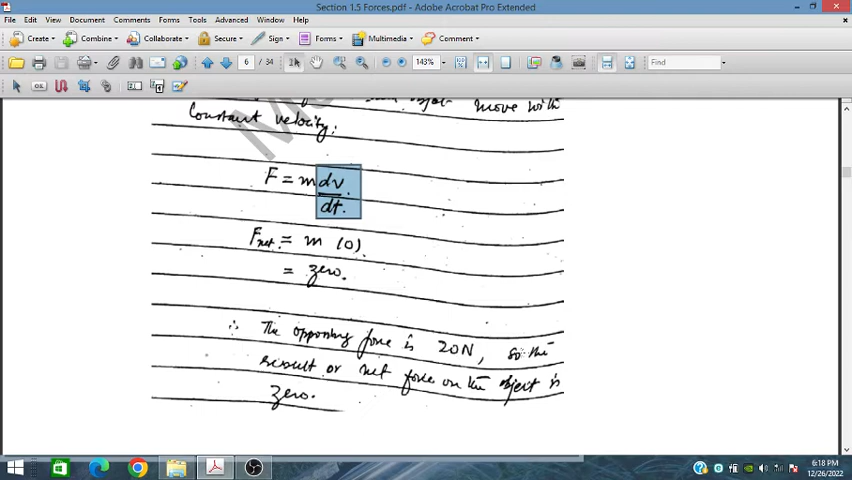 Section 1.5 Forces.pdf - Adobe Acrobat Pro Extended
File Edit View Document Comments Forms Tools Advanced Window Help
Create Combine Collaborate Secure Sign Forms Multimedia Comment
6 / 34 143% Find
object move with
Constant velocity.
F = m dv
dt.
Fnet = m (0).
= zero.
∴ The opposing force is 20N, so the
result or net force on the object is
zero.
6:18 PM
12/26/2022